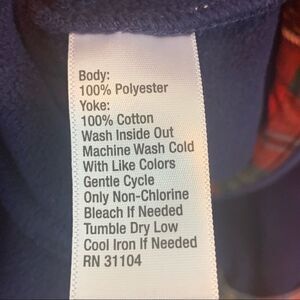 Body:
100% Polyester
Yoke:
100% Cotton
Wash Inside Out
Machine Wash Cold
With Like Colors
Gentle Cycle
Only Non-Chlorine
Bleach If Needed
Tumble Dry Low
Cool Iron If Needed
RN 31104